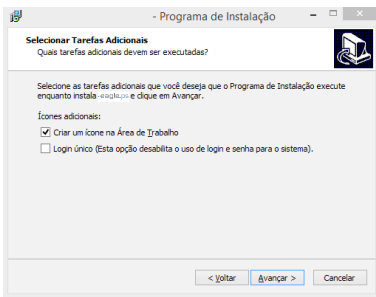 - Programa de Instalação
Selecionar Tarefas Adicionais
Quais tarefas adicionais devem ser executadas?
Selecione as tarefas adicionais que você deseja que o Programa de Instalação execute
enquanto instala e clique em Avançar.
Ícones adicionais:
Criar um ícone na Área de Trabalho
Login único (Esta opção desabilita o uso de login e senha para o sistema).
< Voltar Avançar > Cancelar